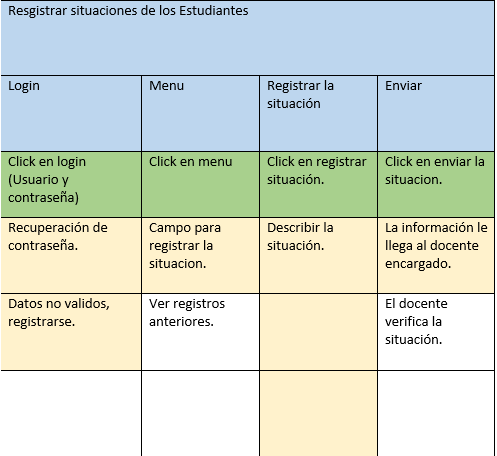 Resgistrar situaciones de los Estudiantes
Login
Menu
Registrar la
situación
Enviar
Click en login
(Usuario y
contraseña)
Click en menu
Click en registrar
situación.
Click en enviar la
situacion.
Recuperación de
contraseña.
Campo para
registrar la
situacion.
Describir la
situación.
La información le
llega al docente
encargado.
Datos no validos,
registrarse.
Ver registros
anteriores.
El docente
verifica la
situación.